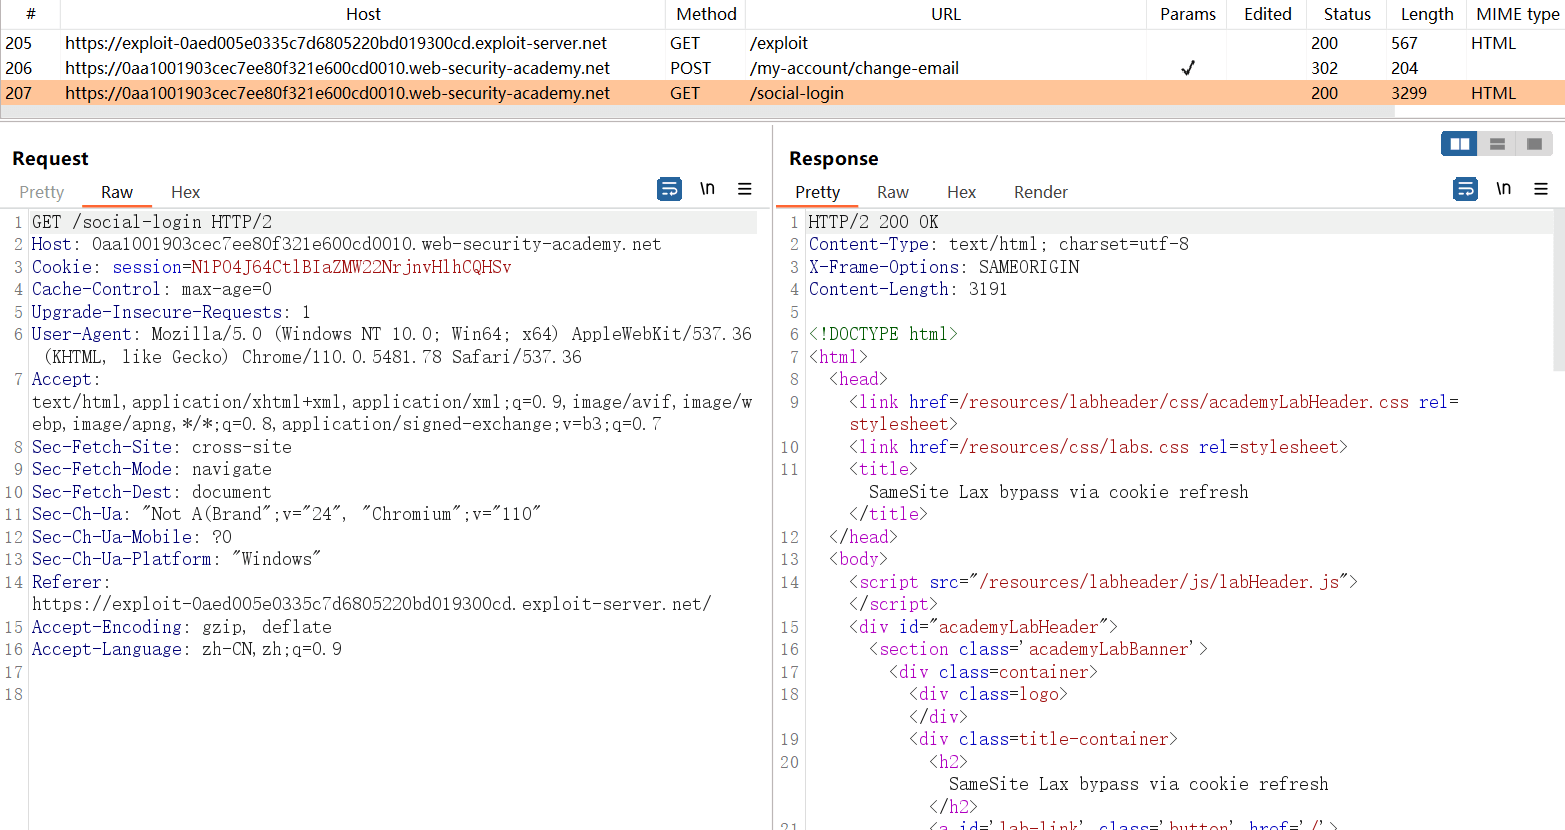 # Host Method URL Params Edited Status Length MIME type
205 https://exploit-0aed005e0335c7d6805220bd019300cd.exploit-server.net GET /exploit 200 567 HTML
206 https://0aa1001903cec7ee80f321e600cd0010.web-security-academy.net POST /my-account/change-email ✓ 302 204
207 https://0aa1001903cec7ee80f321e600cd0010.web-security-academy.net GET /social-login 200 3299 HTML
Request
Pretty Raw Hex
\n
1 GET /social-login HTTP/2
2 Host: 0aa1001903cec7ee80f321e600cd0010.web-security-academy.net
3 Cookie: session=N1PO4J64CtlBIaZMW22NrjnvHlhCQHSv
4 Cache-Control: max-age=0
5 Upgrade-Insecure-Requests: 1
6 User-Agent: Mozilla/5.0 (Windows NT 10.0; Win64; x64) AppleWebKit/537.36
(KHTML, like Gecko) Chrome/110.0.5481.78 Safari/537.36
7 Accept:
text/html,application/xhtml+xml,application/xml;q=0.9,image/avif,image/w
ebp,image/apng,*/*;q=0.8,application/signed-exchange;v=b3;q=0.7
8 Sec-Fetch-Site: cross-site
9 Sec-Fetch-Mode: navigate
10 Sec-Fetch-Dest: document
11 Sec-Ch-Ua: "Not A(Brand";v="24", "Chromium";v="110"
12 Sec-Ch-Ua-Mobile: ?0
13 Sec-Ch-Ua-Platform: "Windows"
14 Referer:
https://exploit-0aed005e0335c7d6805220bd019300cd.exploit-server.net/
15 Accept-Encoding: gzip, deflate
16 Accept-Language: zh-CN,zh;q=0.9
17
18
Response
Pretty Raw Hex Render
\n
1 HTTP/2 200 OK
2 Content-Type: text/html; charset=utf-8
3 X-Frame-Options: SAMEORIGIN
4 Content-Length: 3191
5
6 <!DOCTYPE html>
7 <html>
8 <head>
9 <link href=/resources/labheader/css/academyLabHeader.css rel=
stylesheet>
10 <link href=/resources/css/labs.css rel=stylesheet>
11 <title>
SameSite Lax bypass via cookie refresh
</title>
12 </head>
13 <body>
14 <script src="/resources/labheader/js/labHeader.js">
</script>
15 <div id="academyLabHeader">
16 <section class='academyLabBanner'>
17 <div class=container>
18 <div class=logo>
</div>
19 <div class=title-container>
20 <h2>
SameSite Lax bypass via cookie refresh
</h2>
21 <a id='lab-link' class='button' href='/'>